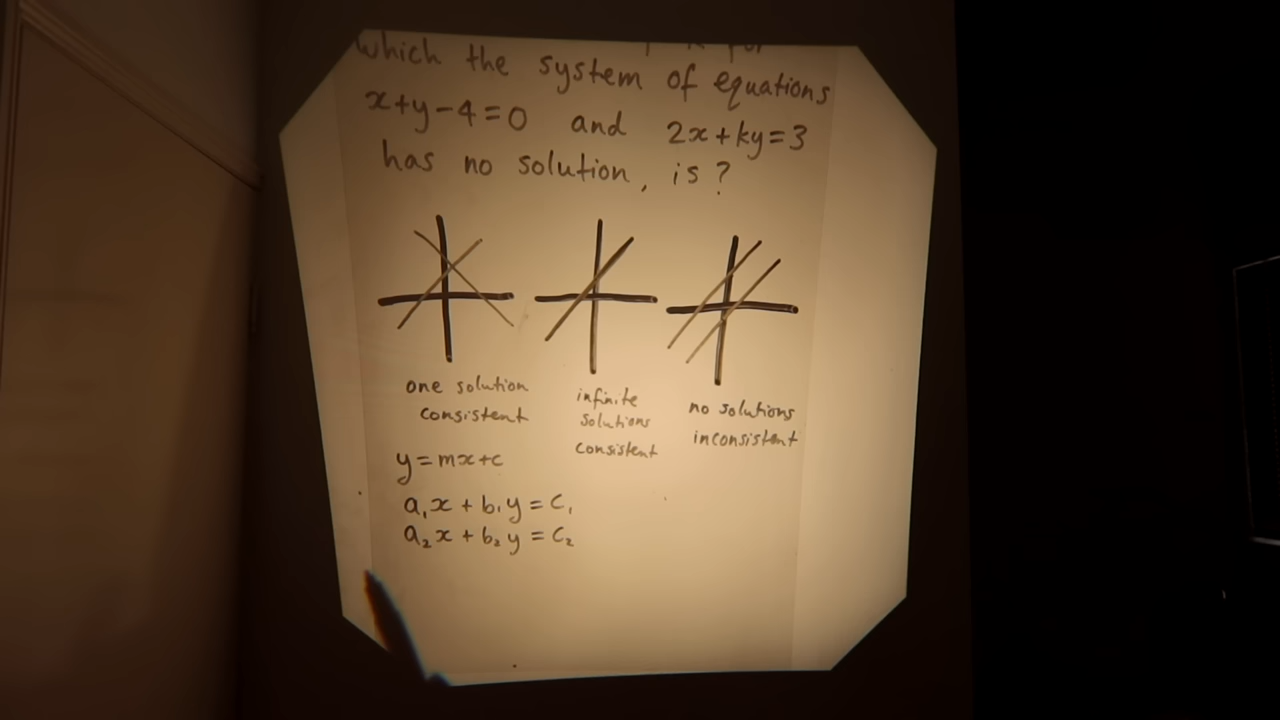 which the system of equations
x+y-4=0 and 2x+ky=3
has no solution, is?
one solution
consistent
infinite
solutions
consistent
no solutions
inconsistent
y=mx+c
a₁x + b₁y = c₁
a₂x + b₂y = c₂